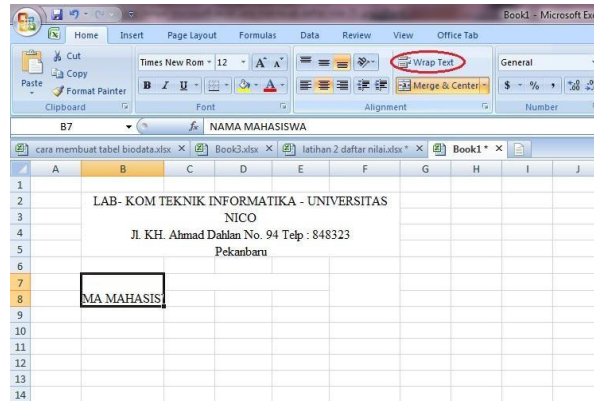 Book1 - Microsoft Exc
Home Insert Page Layout Formulas Data Review View Office Tab
Paste
Cut
Copy
Format Painter
Clipboard
Times New Rom 12 A A
B I U A
Font
Wrap Text
Merge & Center
Alignment
General
$ % , .00
Number
B7 fx NAMA MAHASISWA
cara membuat tabel biodata.xlsx Book3.xlsx latihan 2 daftar nilai.xlsx * Book1 *
A B C D E F G H I J
1
2 LAB- KOM TEKNIK INFORMATIKA - UNIVERSITAS
3 NICO
4 Jl. KH. Ahmad Dahlan No. 94 Telp : 848323
5 Pekanbaru
6
7
8 MA MAHASIS
9
10
11
12
13
14